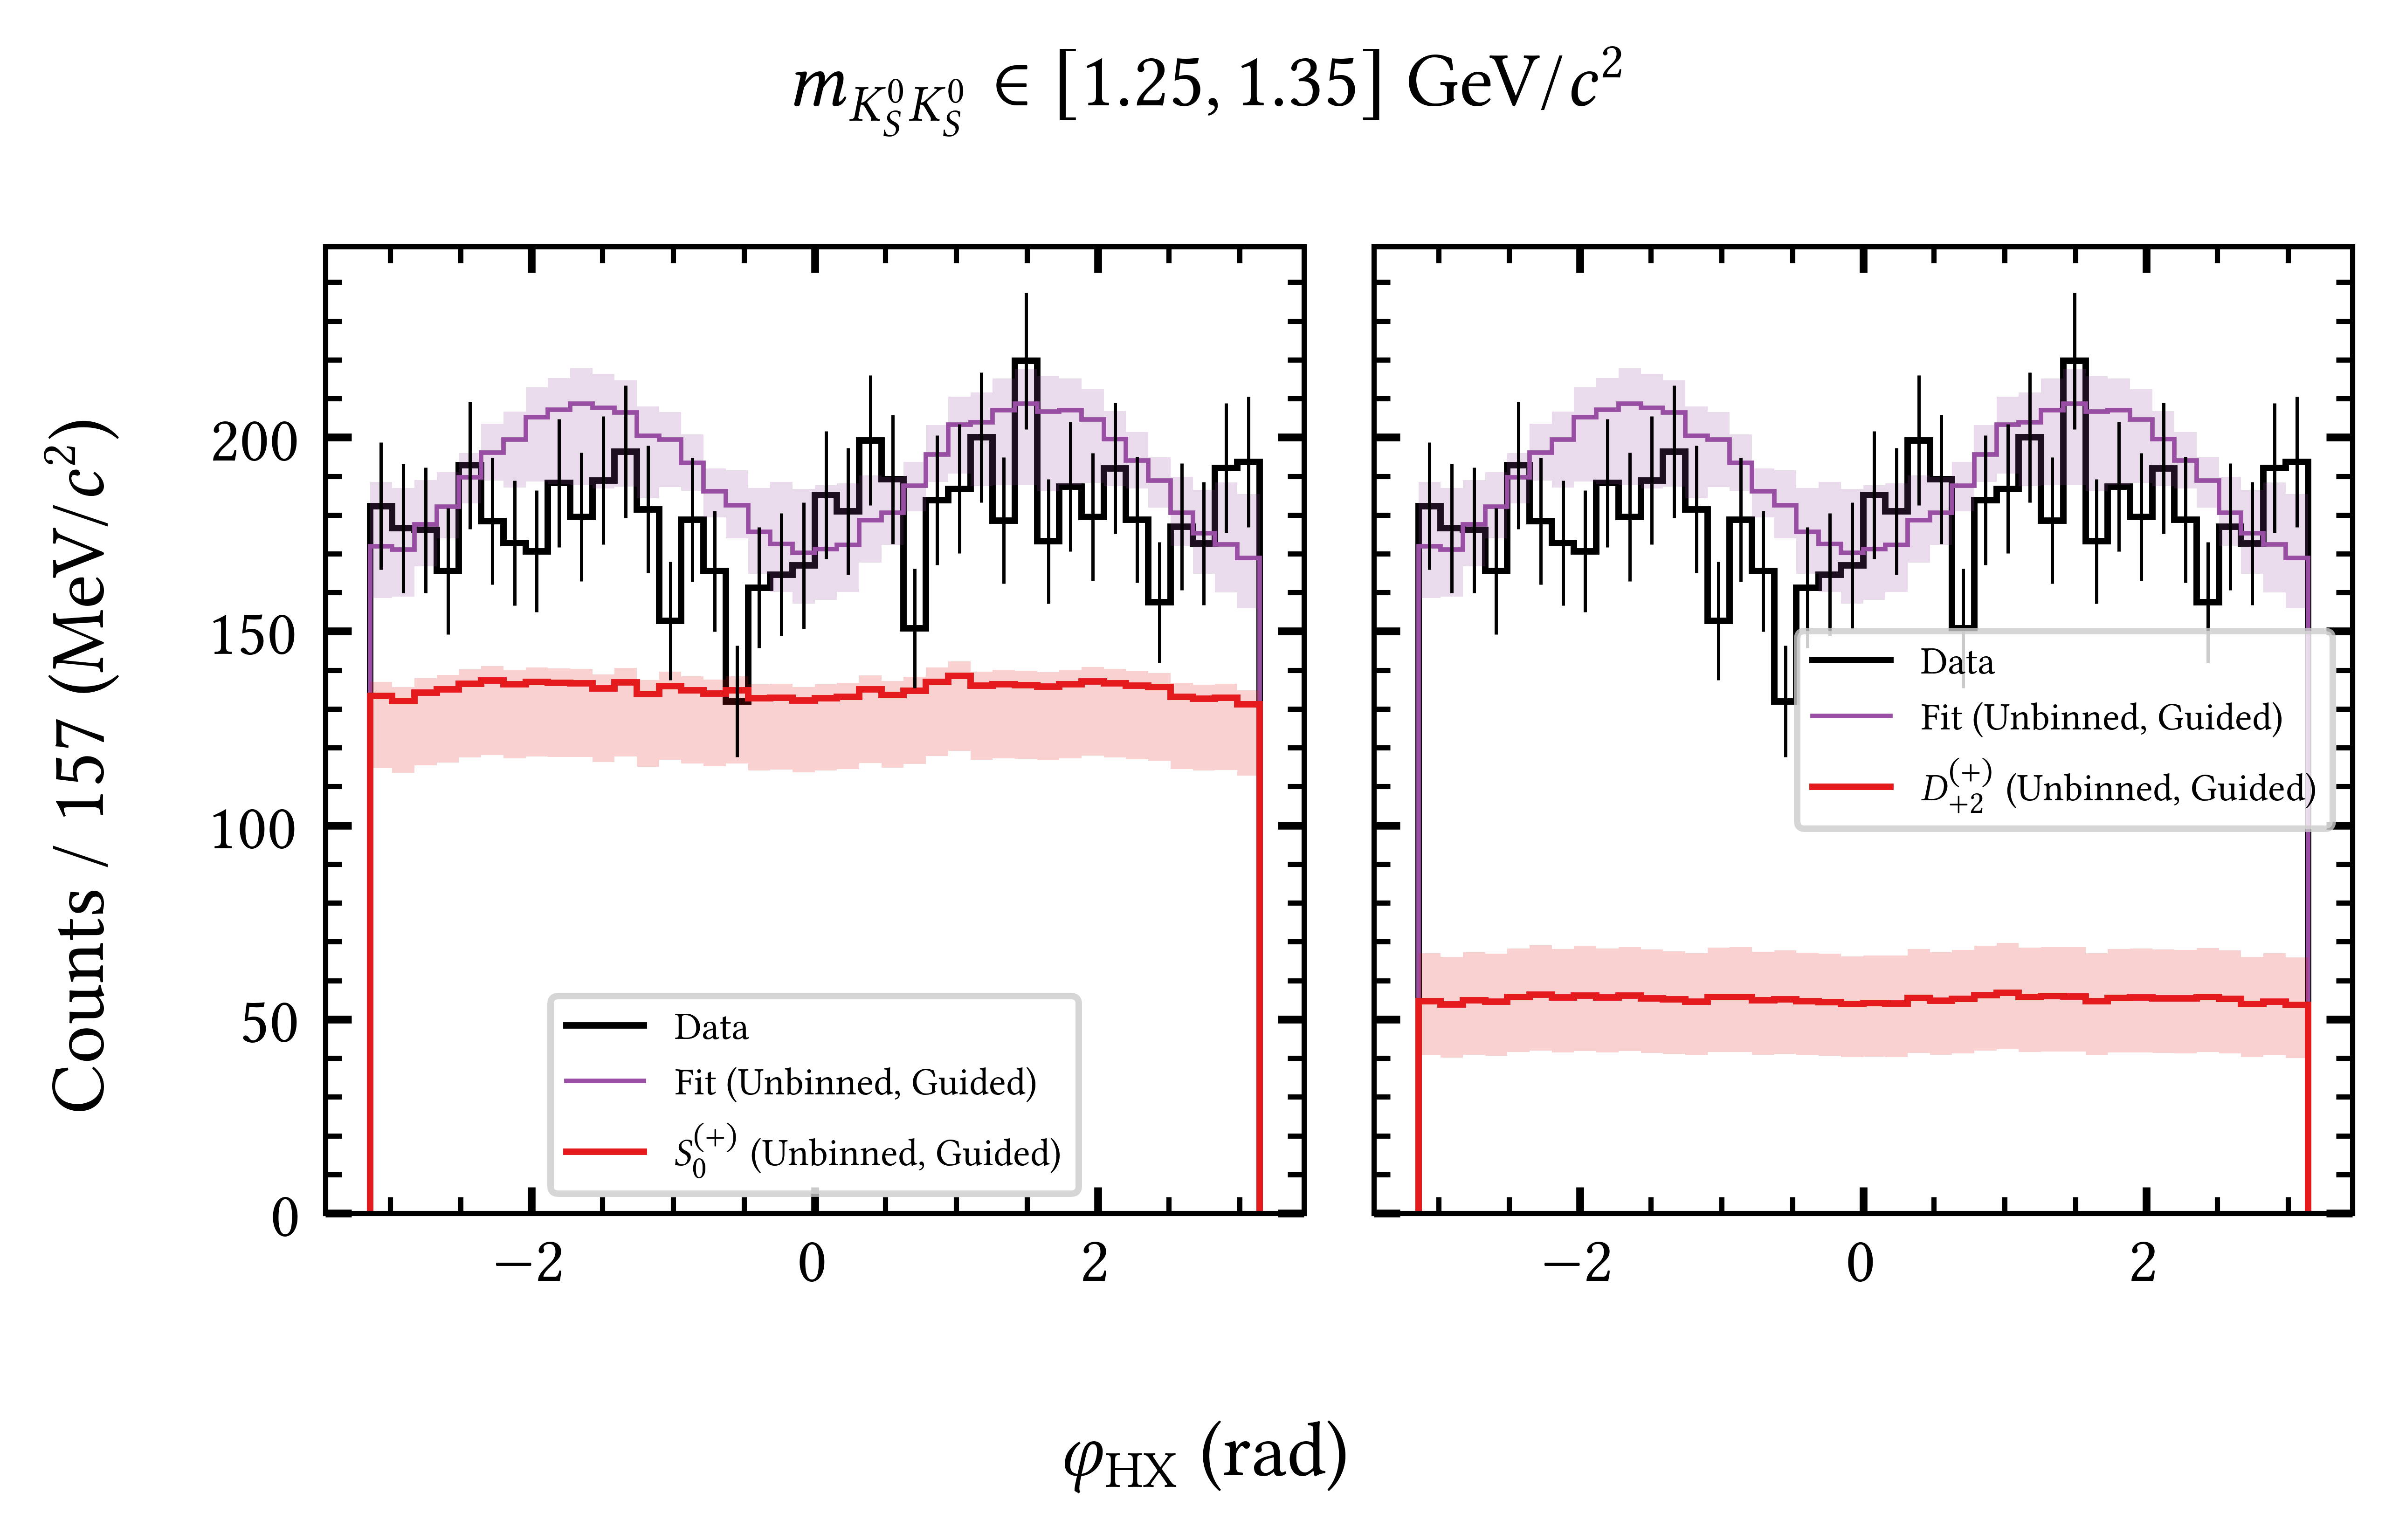 m_{K_S^0 K_S^0} ∈ [1.25, 1.35] GeV/c²
Counts / 157 (MeV/c²)
200
150
100
50
0
Data
Fit (Unbinned, Guided)
S_0^{(+)} (Unbinned, Guided)
Data
Fit (Unbinned, Guided)
D_{+2}^{(+)} (Unbinned, Guided)
−2 0 2
−2 0 2
φ_{HX} (rad)